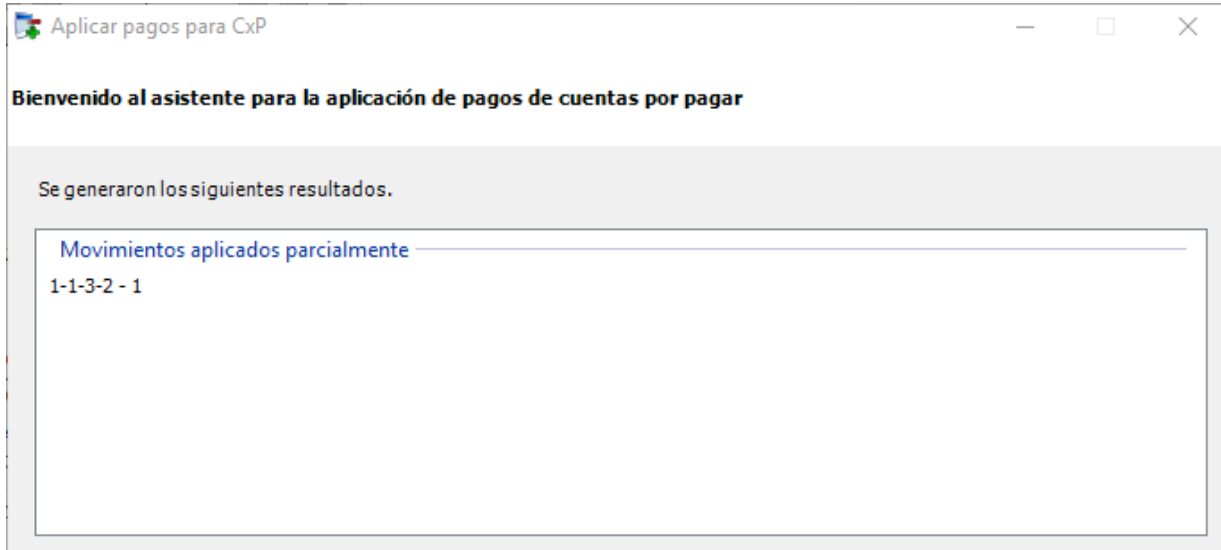 Aplicar pagos para CxP
Bienvenido al asistente para la aplicación de pagos de cuentas por pagar
Se generaron los siguientes resultados.
Movimientos aplicados parcialmente
1-1-3-2 - 1